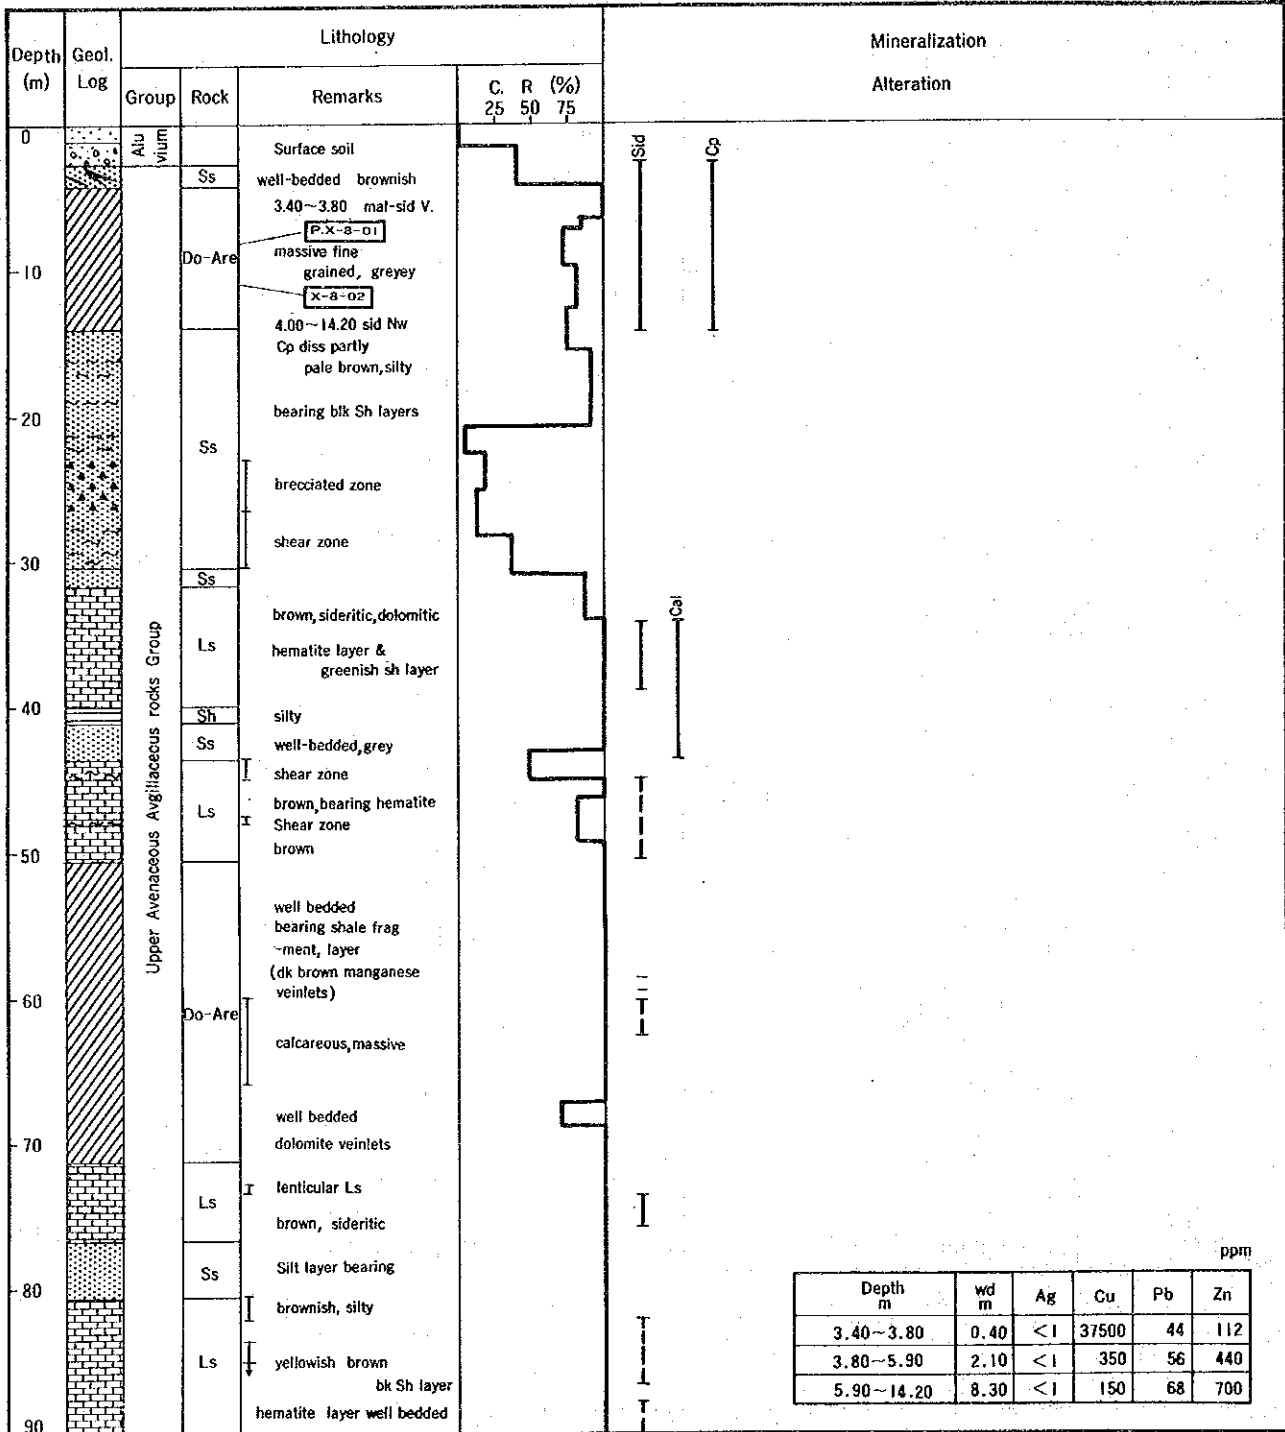 Depth
(m)
Geol.
Log
Lithology
Group
Rock
Remarks
C. R (%)
25 50 75
Mineralization
Alteration
0
10
20
30
40
50
60
70
80
90
Alu
vium
Upper Avenaceous Avgillaceous rocks Group
Ss
Do-Are
Ss
Ss
Ls
Sh
Ss
Ls
Do-Are
Ls
Ss
Ls
Surface soil
well-bedded brownish
3.40~3.80 mal-sid V.
P.X-8-01
massive fine
grained, greyey
X-8-02
4.00~14.20 sid Nw
Cp diss partly
pale brown, silty
bearing blk Sh layers
brecciated zone
shear zone
brown, sideritic, dolomitic
hematite layer &
greenish sh layer
silty
well-bedded, grey
shear zone
brown, bearing hematite
Shear zone
brown
well bedded
bearing shale frag
-ment, layer
(dk brown manganese
veinlets)
calcareous, massive
well bedded
dolomite veinlets
lenticular Ls
brown, sideritic
Silt layer bearing
brownish, silty
yellowish brown
bk Sh layer
hematite layer well bedded
Sid
Cp
Cal
ppm
Depth m wd m Ag Cu Pb Zn
3.40~3.80 0.40 <1 37500 44 112
3.80~5.90 2.10 <1 350 56 440
5.90~14.20 8.30 <1 150 68 700